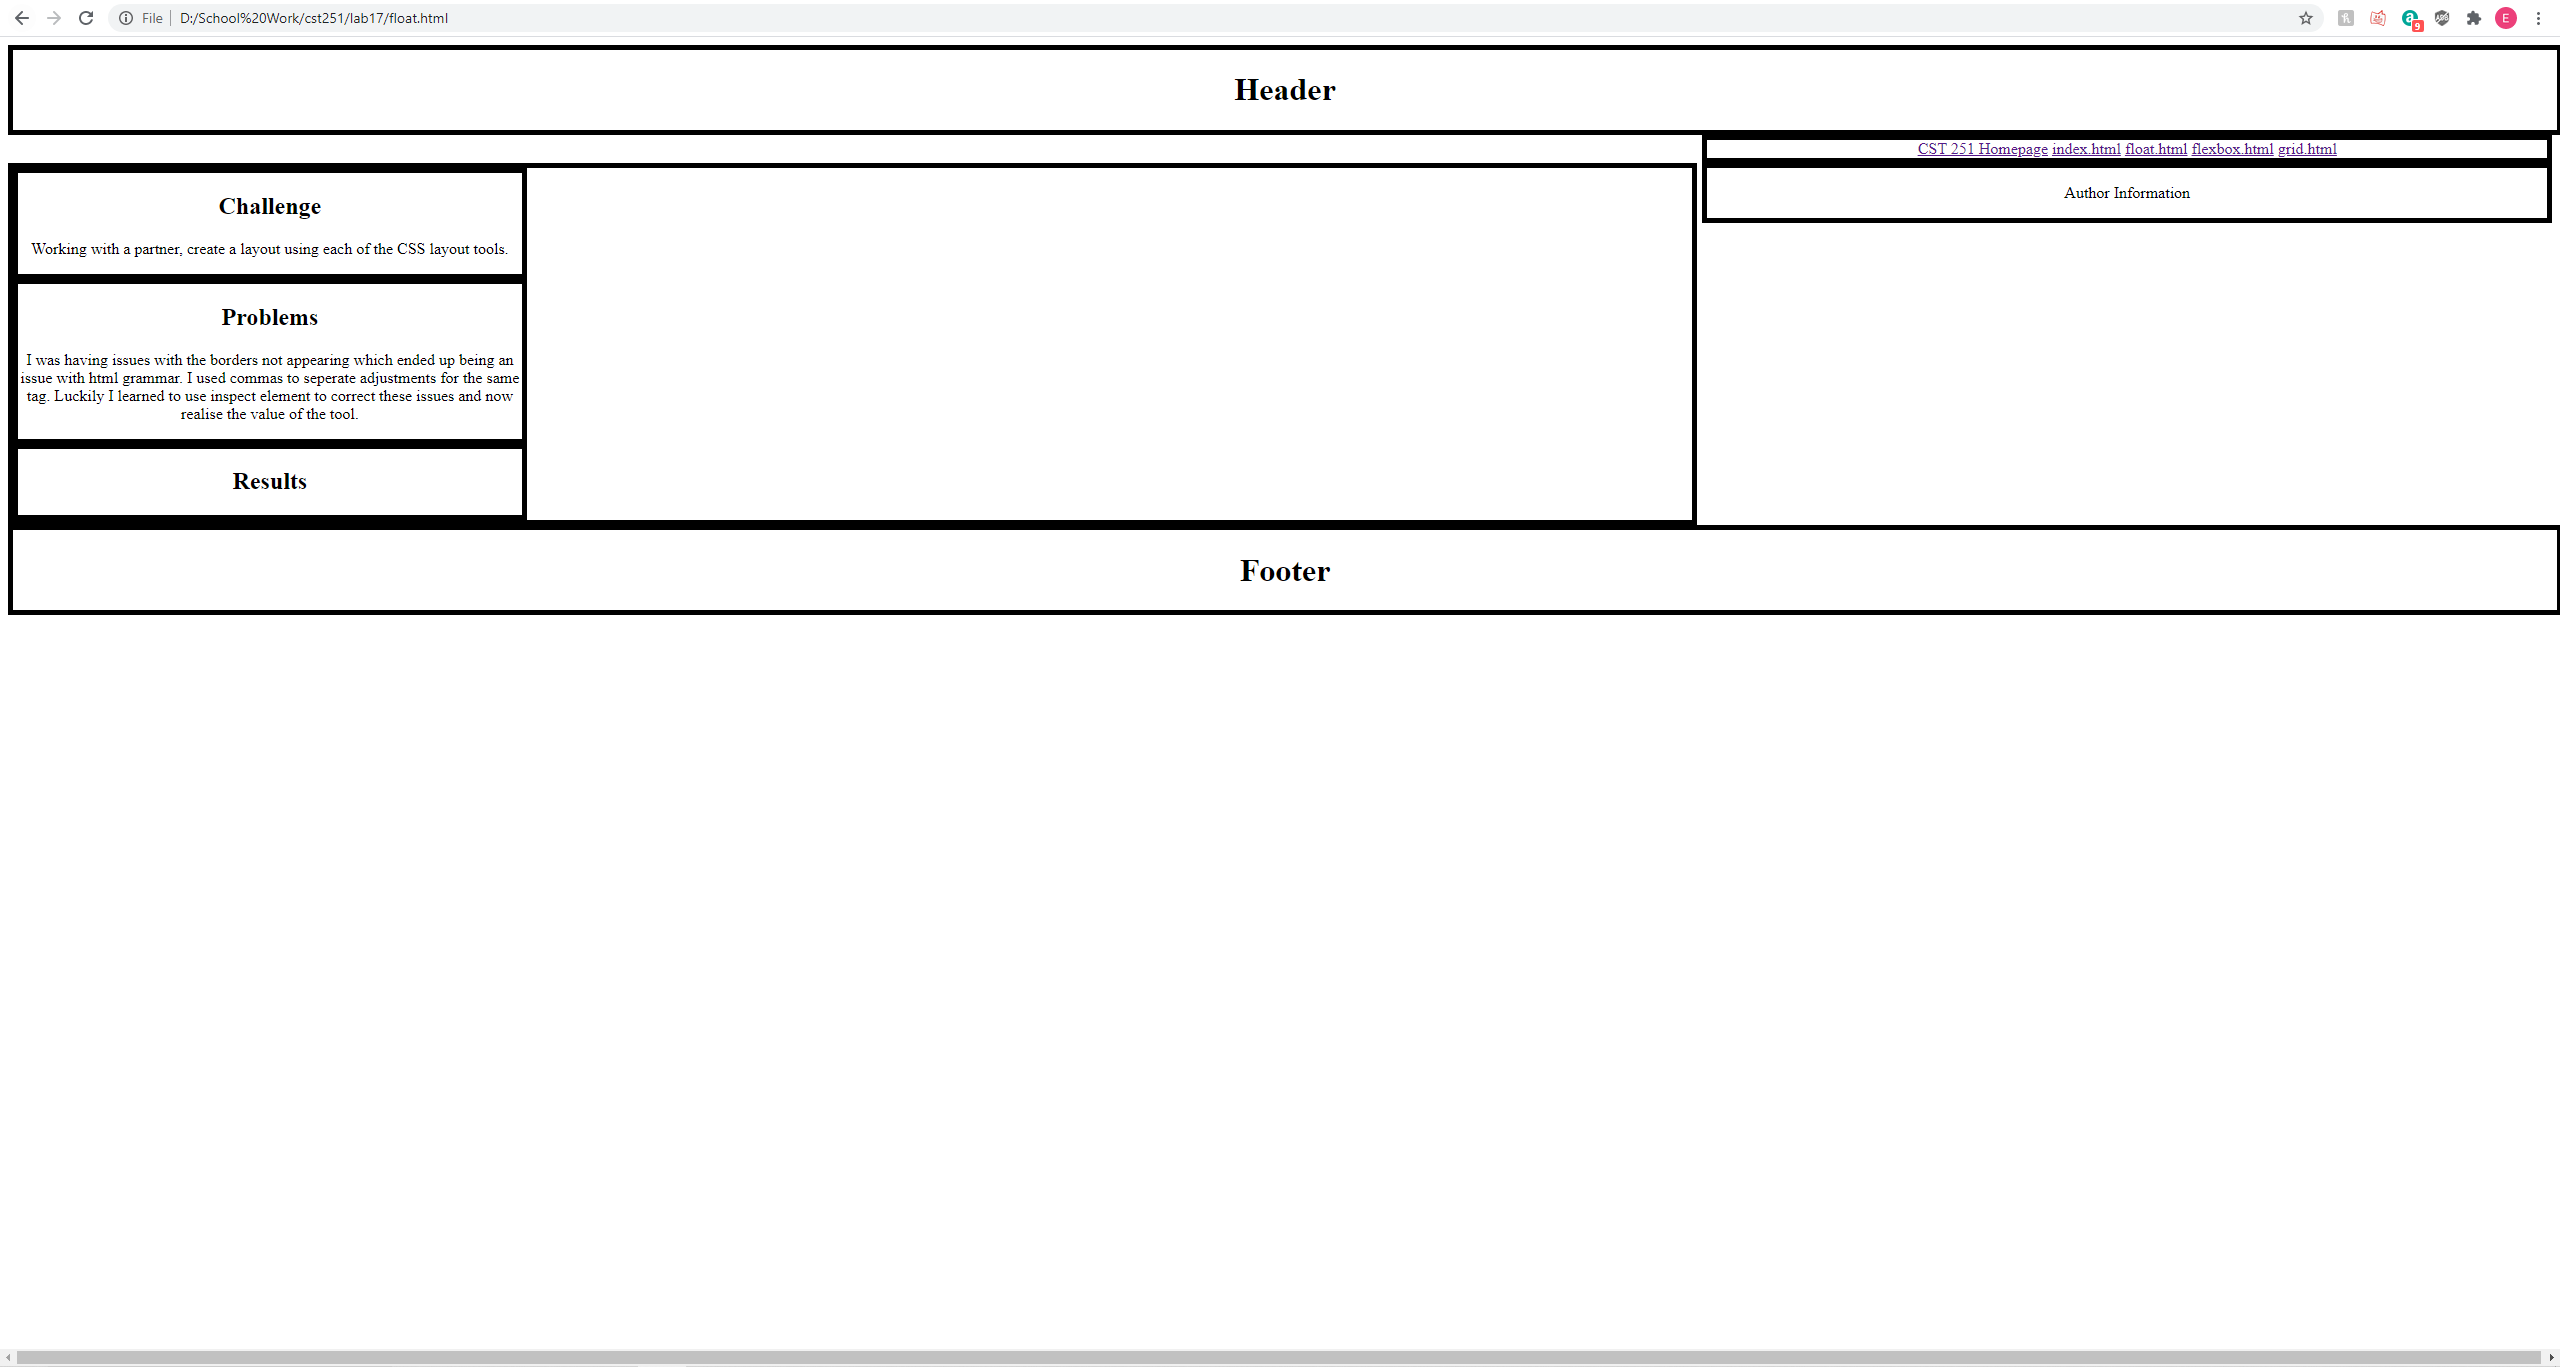 File
D:/School%20Work/cst251/lab17/float.html
9
E
Header
CST 251 Homepage index.html float.html flexbox.html grid.html
Author Information
Challenge
Working with a partner, create a layout using each of the CSS layout tools.
Problems
I was having issues with the borders not appearing which ended up being an
issue with html grammar. I used commas to seperate adjustments for the same
tag. Luckily I learned to use inspect element to correct these issues and now
realise the value of the tool.
Results
Footer